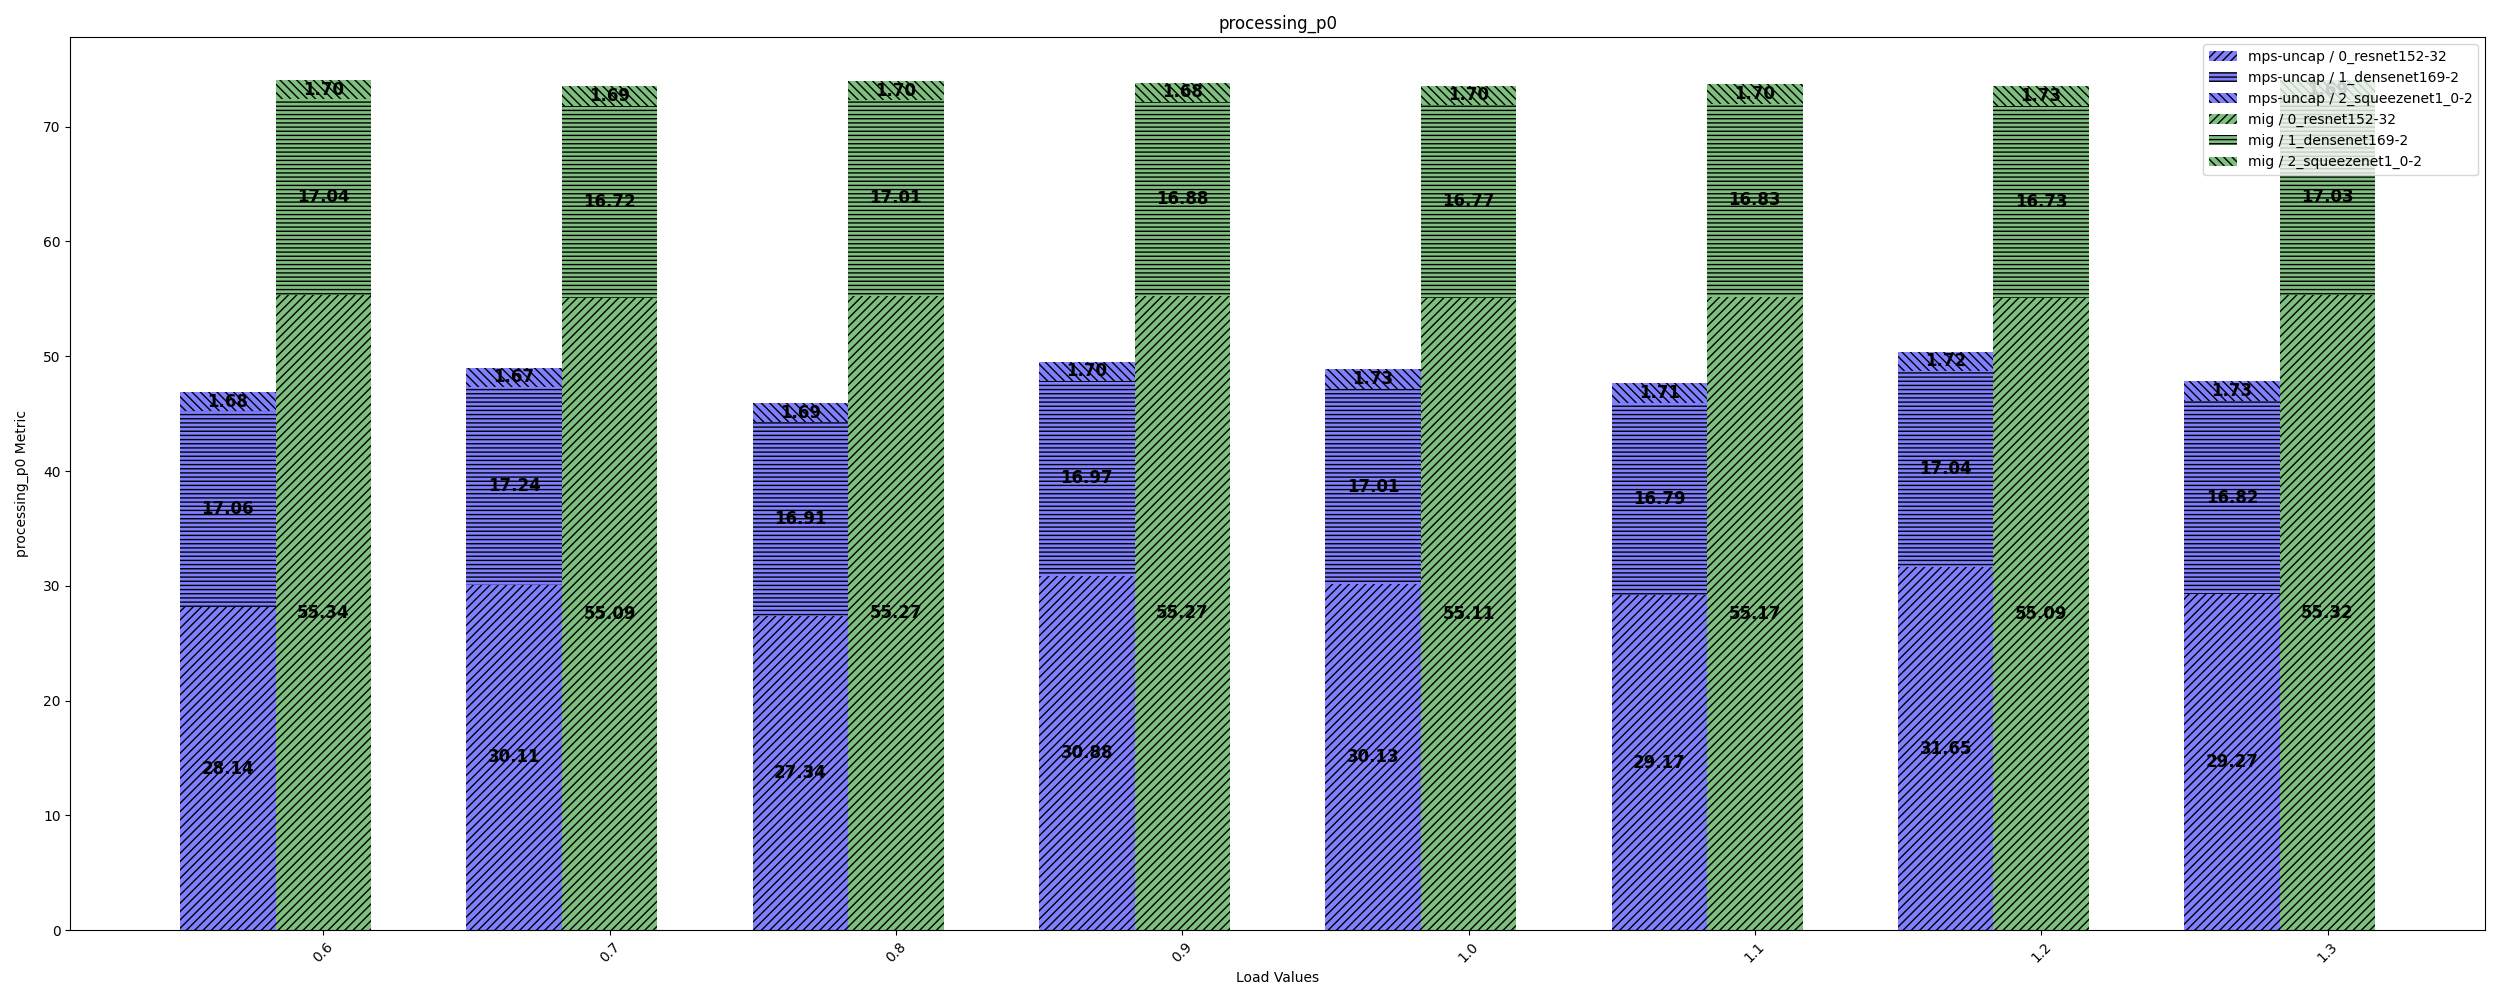 processing_p0
mps-uncap / 0_resnet152-32
mps-uncap / 1_densenet169-2
mps-uncap / 2_squeezenet1_0-2
mig / 0_resnet152-32
mig / 1_densenet169-2
mig / 2_squeezenet1_0-2
processing_p0 Metric
70
60
50
40
30
20
10
0
1.70 1.69 1.70 1.68 1.70 1.70 1.73
17.04 16.72 17.01 16.88 16.77 16.83 16.73 17.03
1.68 1.67 1.69 1.70 1.73 1.71 1.72 1.73
17.06 17.24 16.91 16.97 17.01 16.79 17.04 16.82
55.34 55.09 55.27 55.27 55.11 55.17 55.09 55.32
28.14 30.11 27.34 30.88 30.13 29.17 31.65 29.27
0.6 0.7 0.8 0.9 1.0 1.1 1.2 1.3
Load Values